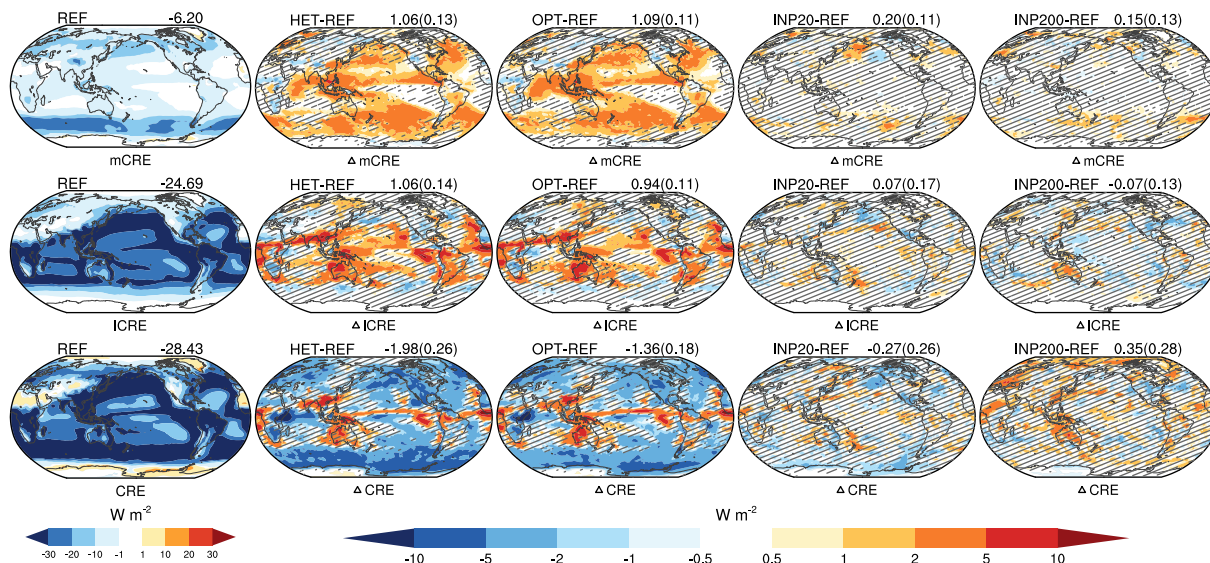 REF -6.20 HET-REF 1.06(0.13) OPT-REF 1.09(0.11) INP20-REF 0.20(0.11) INP200-REF 0.15(0.13)
mCRE Δ mCRE Δ mCRE Δ mCRE Δ mCRE
REF -24.69 HET-REF 1.06(0.14) OPT-REF 0.94(0.11) INP20-REF 0.07(0.17) INP200-REF -0.07(0.13)
lCRE Δ lCRE Δ lCRE Δ lCRE Δ lCRE
REF -28.43 HET-REF -1.98(0.26) OPT-REF -1.36(0.18) INP20-REF -0.27(0.26) INP200-REF 0.35(0.28)
CRE Δ CRE Δ CRE Δ CRE Δ CRE
W m⁻² W m⁻²
-30 -20 -10 -1 1 10 20 30 -10 -5 -2 -1 -0.5 0.5 1 2 5 10